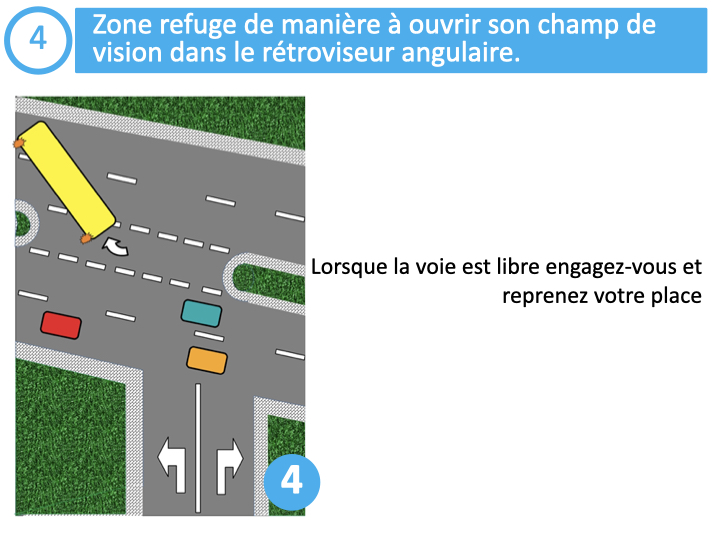 4
Zone refuge de manière à ouvrir son champ de
vision dans le rétroviseur angulaire.
Lorsque la voie est libre engagez-vous et
reprenez votre place
4